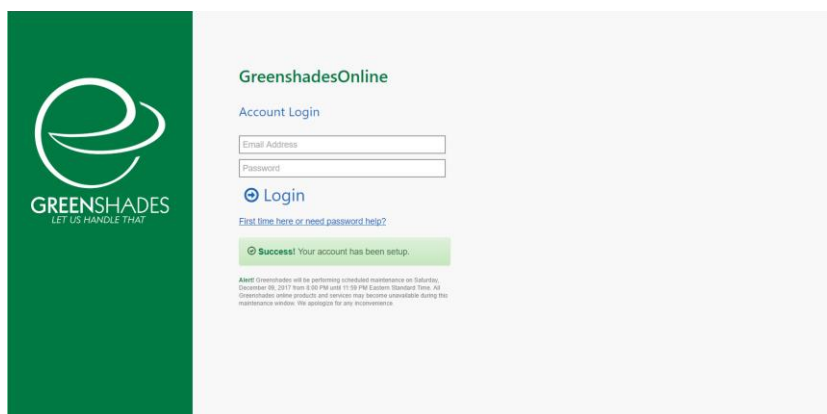 GREENSHADES
LET US HANDLE THAT
GreenshadesOnline
Account Login
Email Address
Password
Login
First time here or need password help?
Success! Your account has been setup.
Alert! Greenshades will be performing scheduled maintenance on Saturday,
December 09, 2017 from 8:00 PM until 11:59 PM Eastern Standard Time. All
Greenshades online products and services may become unavailable during this
maintenance window. We apologize for any inconvenience.